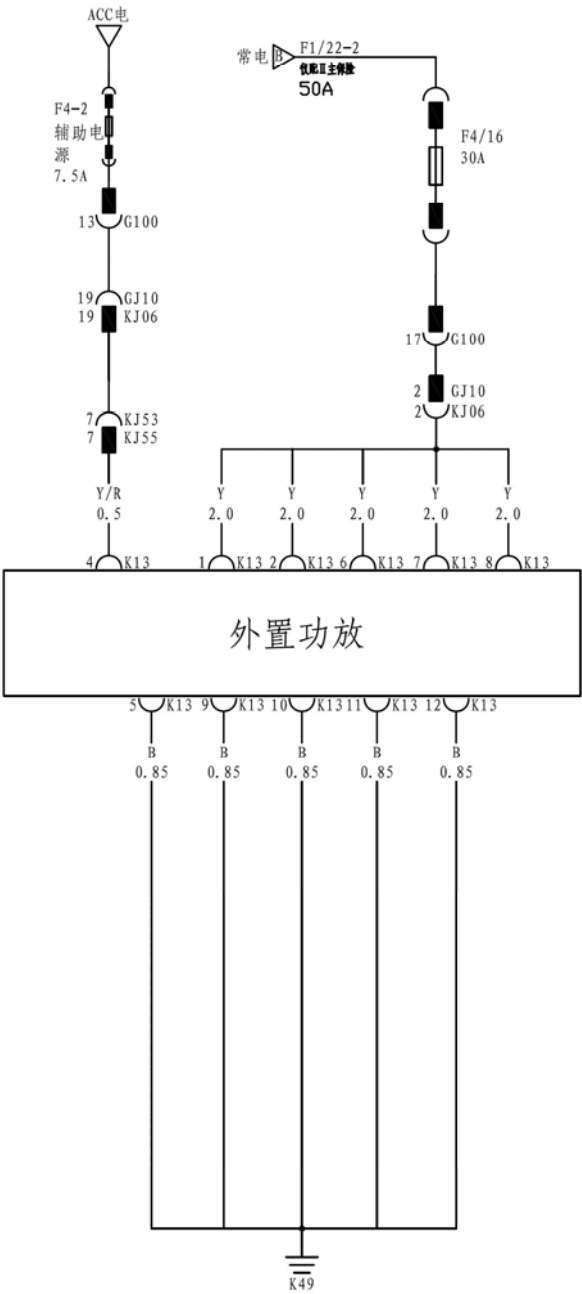 ACC电
常电 B F1/22-2
仪配Ⅱ主保险
50A
F4-2
辅助电
源
7.5A
F4/16
30A
13 G100
19 GJ10
19 KJ06
17 G100
2 GJ10
2 KJ06
7 KJ53
7 KJ55
Y/R Y Y Y Y Y
0.5 2.0 2.0 2.0 2.0 2.0
4 K13 1 K13 2 K13 6 K13 7 K13 8 K13
外置功放
5 K13 9 K13 10 K13 11 K13 12 K13
B B B B B
0.85 0.85 0.85 0.85 0.85
K49